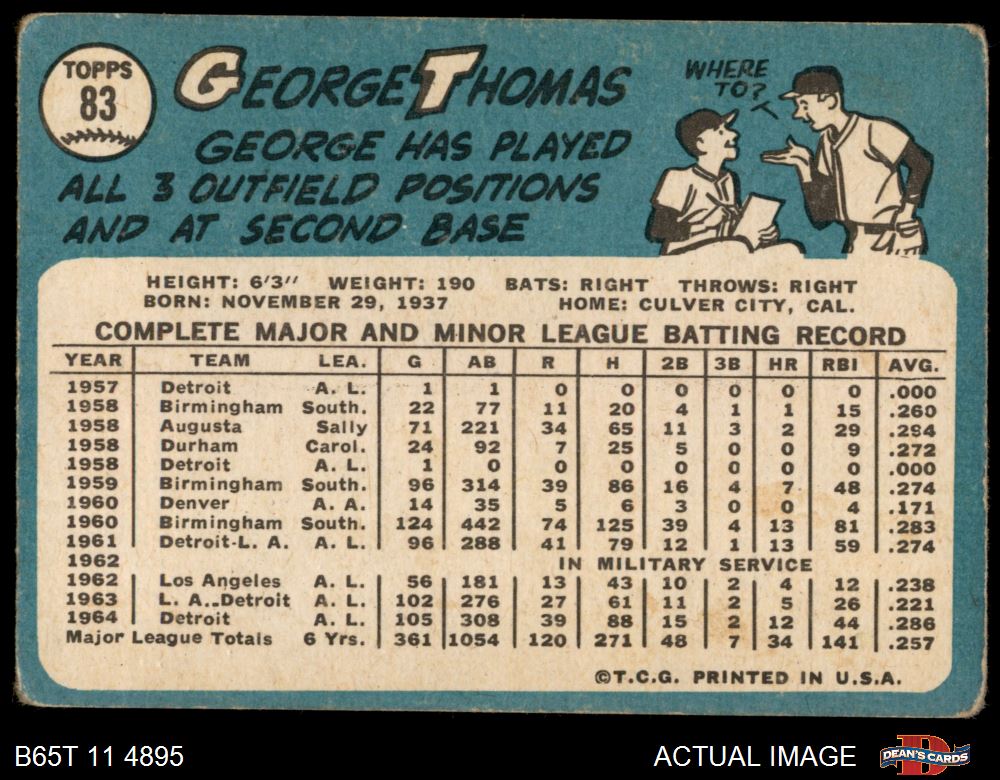 TOPPS
83
GEORGE THOMAS
GEORGE HAS PLAYED
ALL 3 OUTFIELD POSITIONS
AND AT SECOND BASE
WHERE
TO?
HEIGHT: 6'3" WEIGHT: 190 BATS: RIGHT THROWS: RIGHT
BORN: NOVEMBER 29, 1937 HOME: CULVER CITY, CAL.
COMPLETE MAJOR AND MINOR LEAGUE BATTING RECORD
YEAR TEAM LEA. G AB R H 2B 3B HR RBI AVG.
1957 Detroit A. L. 1 1 0 0 0 0 0 0 .000
1958 Birmingham South. 22 77 11 20 4 1 1 15 .260
1958 Augusta Sally 71 221 34 65 11 3 2 29 .294
1958 Durham Carol. 24 92 7 25 5 0 0 9 .272
1958 Detroit A. L. 1 0 0 0 0 0 0 0 .000
1959 Birmingham South. 96 314 39 86 16 4 7 48 .274
1960 Denver A. A. 14 35 5 6 3 0 0 4 .171
1960 Birmingham South. 124 442 74 125 39 4 13 81 .283
1961 Detroit-L. A. A. L. 96 288 41 79 12 1 13 59 .274
1962 IN MILITARY SERVICE
1962 Los Angeles A. L. 56 181 13 43 10 2 4 12 .238
1963 L. A.-Detroit A. L. 102 276 27 61 11 2 5 26 .221
1964 Detroit A. L. 105 308 39 88 15 2 12 44 .286
Major League Totals 6 Yrs. 361 1054 120 271 48 7 34 141 .257
©T.C.G. PRINTED IN U.S.A.
B65T 11 4895
ACTUAL IMAGE
DEAN'S CARDS